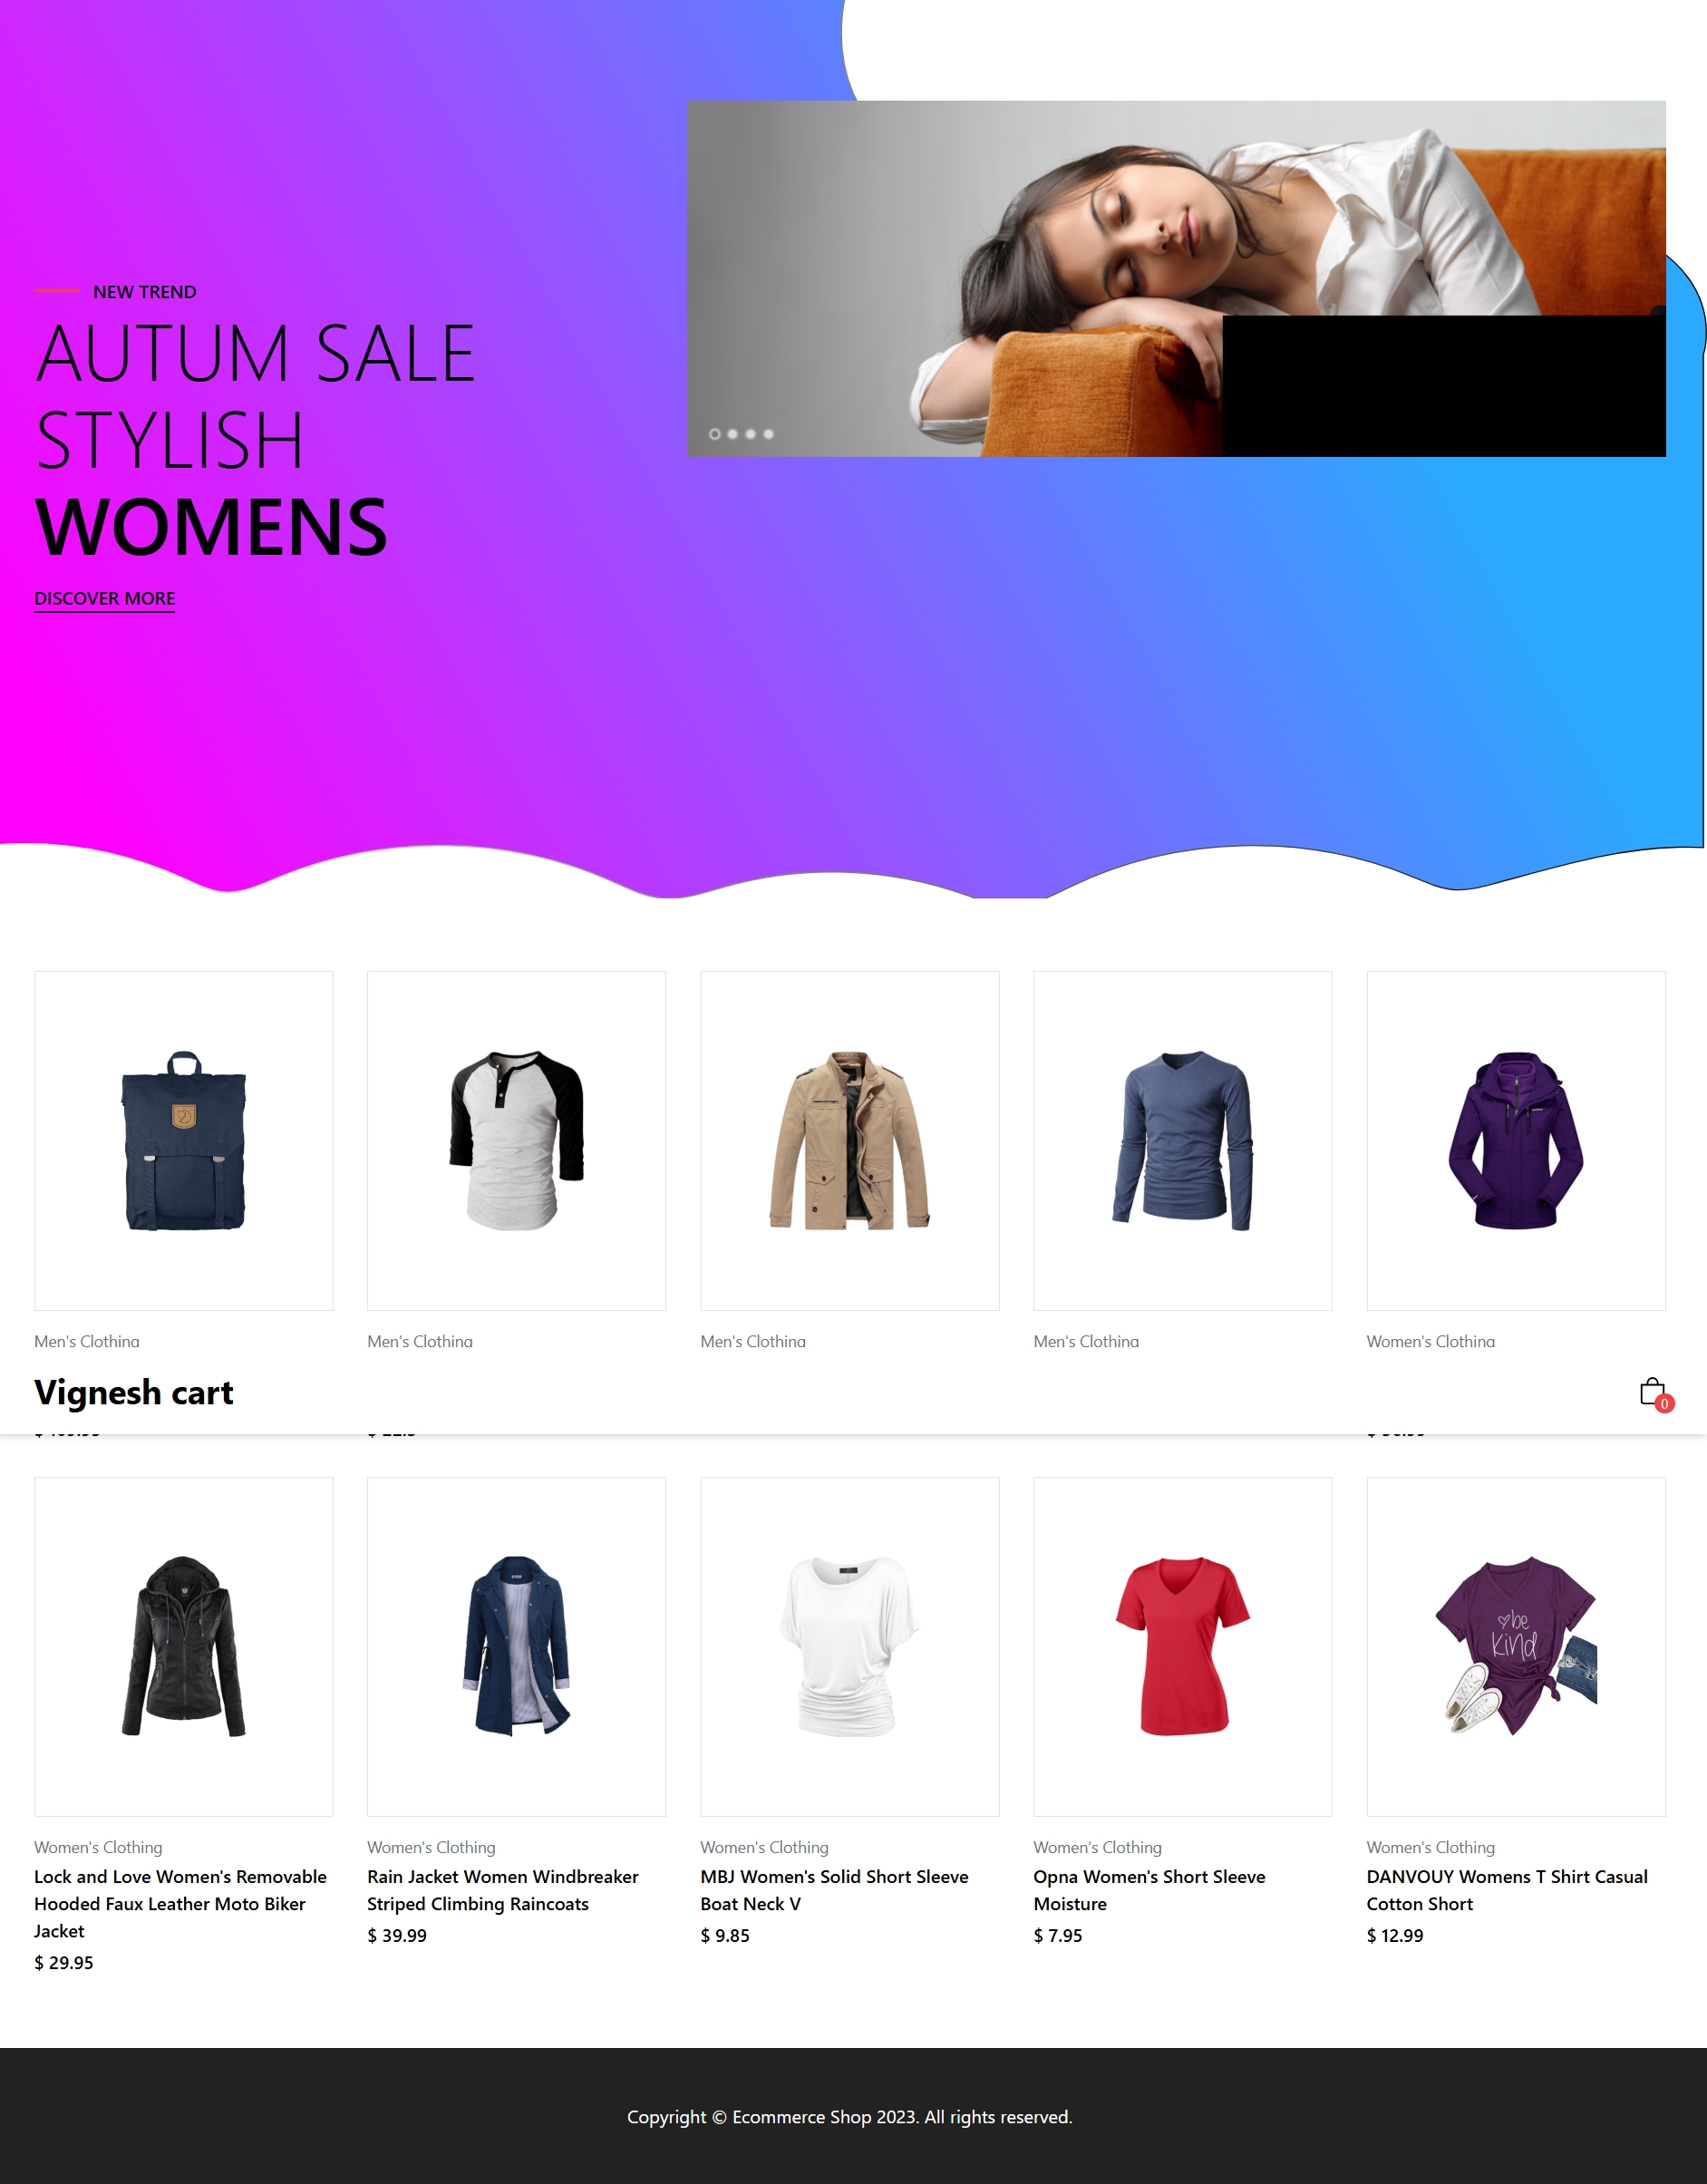 NEW TREND
AUTUM SALE
STYLISH
WOMENS
DISCOVER MORE
Men's Clothing
Men's Clothing
Men's Clothing
Men's Clothing
Women's Clothing
Vignesh cart
0
be
kind
Women's Clothing
Lock and Love Women's Removable
Hooded Faux Leather Moto Biker
Jacket
$ 29.95
Women's Clothing
Rain Jacket Women Windbreaker
Striped Climbing Raincoats
$ 39.99
Women's Clothing
MBJ Women's Solid Short Sleeve
Boat Neck V
$ 9.85
Women's Clothing
Opna Women's Short Sleeve
Moisture
$ 7.95
Women's Clothing
DANVOUY Womens T Shirt Casual
Cotton Short
$ 12.99
Copyright © Ecommerce Shop 2023. All rights reserved.